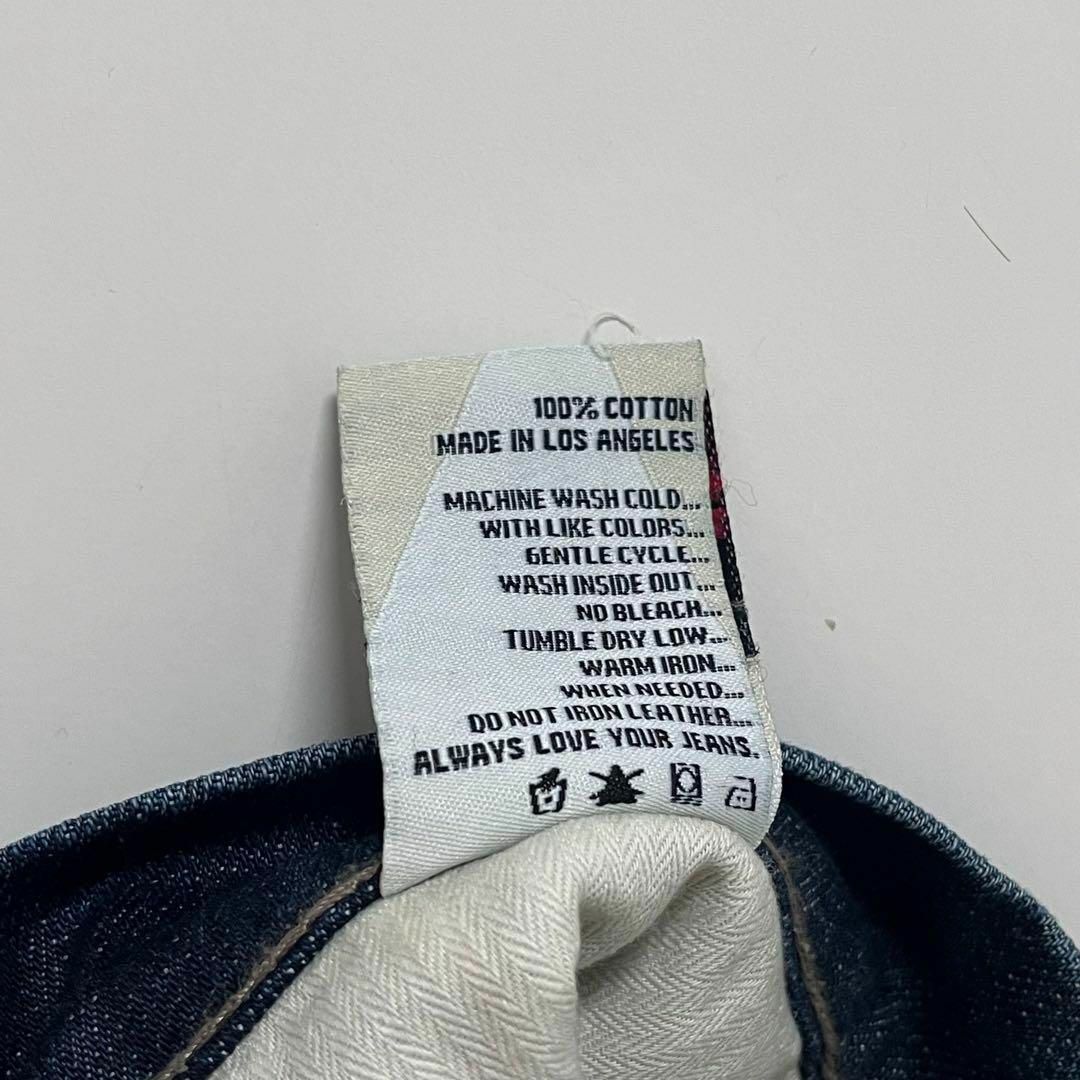 100% COTTON
MADE IN LOS ANGELES
MACHINE WASH COLD...
WITH LIKE COLORS...
GENTLE CYCLE...
WASH INSIDE OUT...
NO BLEACH...
TUMBLE DRY LOW...
WARM IRON...
WHEN NEEDED...
DO NOT IRON LEATHER...
ALWAYS LOVE YOUR JEANS.